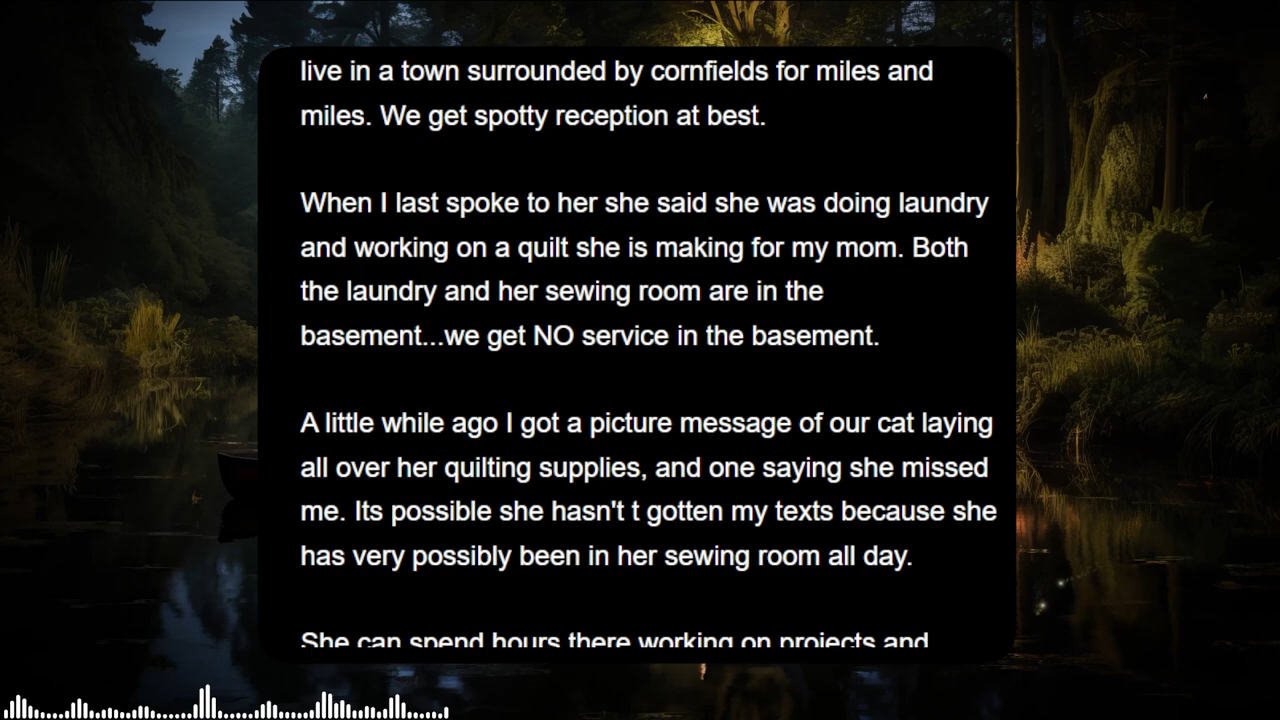 live in a town surrounded by cornfields for miles and
miles. We get spotty reception at best.
When I last spoke to her she said she was doing laundry
and working on a quilt she is making for my mom. Both
the laundry and her sewing room are in the
basement...we get NO service in the basement.
A little while ago I got a picture message of our cat laying
all over her quilting supplies, and one saying she missed
me. Its possible she hasn't t gotten my texts because she
has very possibly been in her sewing room all day.
She can spend hours there working on projects and